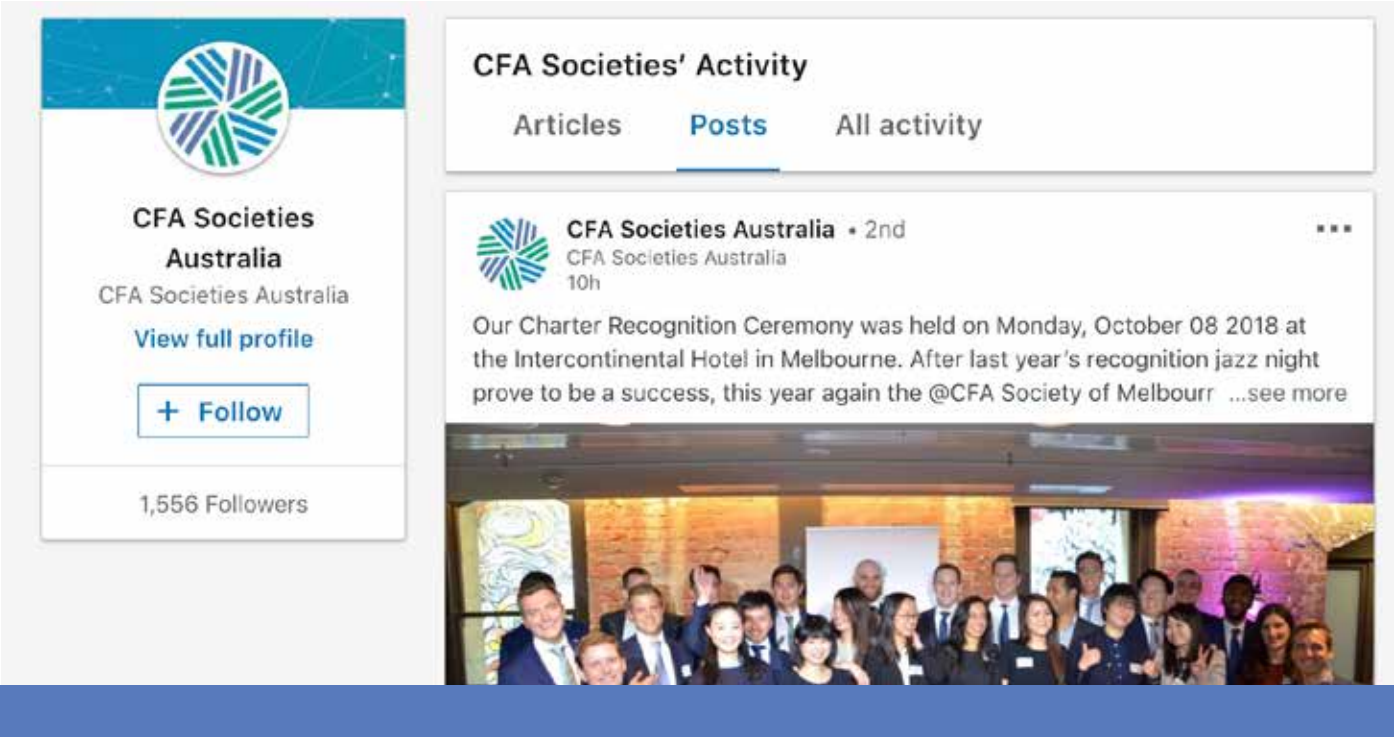 CFA Societies
Australia
CFA Societies Australia
View full profile
+ Follow
1,556 Followers
CFA Societies' Activity
Articles Posts All activity
CFA Societies Australia • 2nd
CFA Societies Australia
10h
Our Charter Recognition Ceremony was held on Monday, October 08 2018 at
the Intercontinental Hotel in Melbourne. After last year's recognition jazz night
prove to be a success, this year again the @CFA Society of Melbourr ...see more